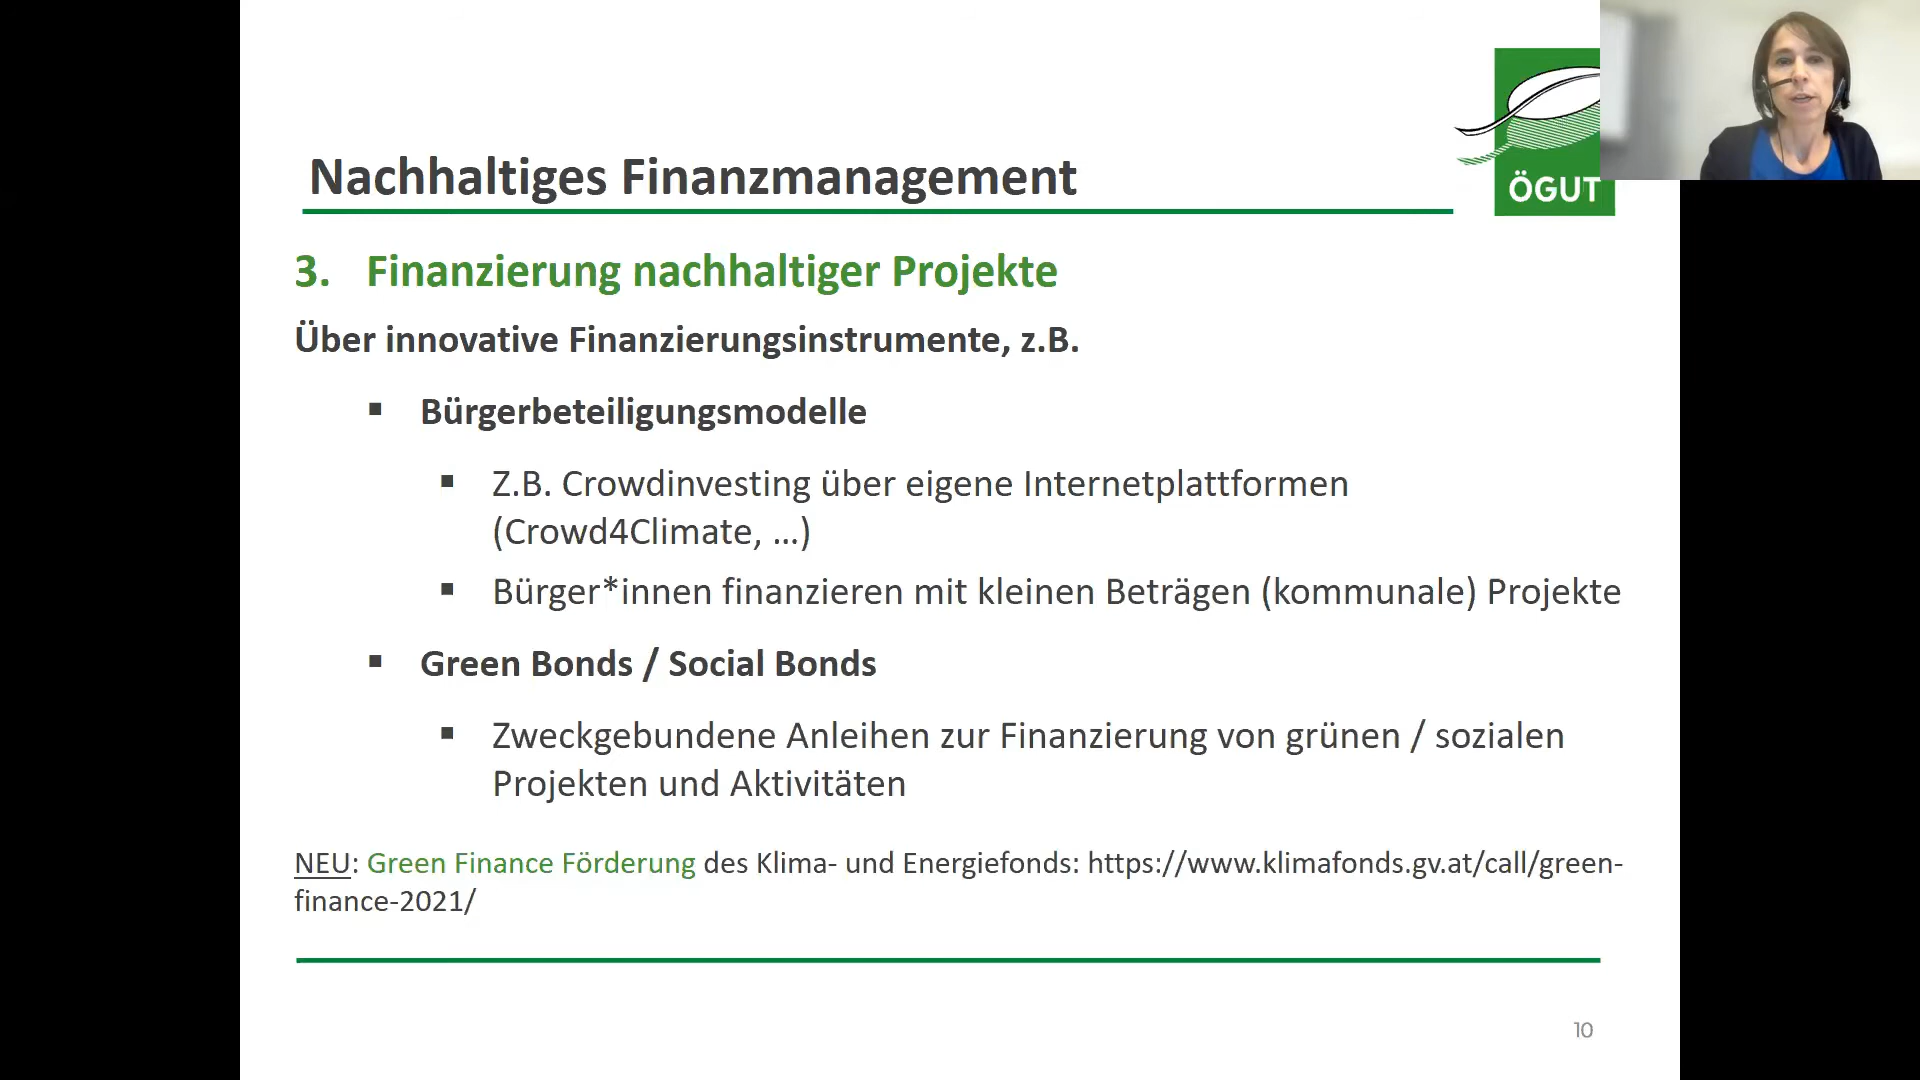 ÖGUT
Nachhaltiges Finanzmanagement
3. Finanzierung nachhaltiger Projekte
Über innovative Finanzierungsinstrumente, z.B.
▪ Bürgerbeteiligungsmodelle
▪ Z.B. Crowdinvesting über eigene Internetplattformen
(Crowd4Climate, ...)
▪ Bürger*innen finanzieren mit kleinen Beträgen (kommunale) Projekte
▪ Green Bonds / Social Bonds
▪ Zweckgebundene Anleihen zur Finanzierung von grünen / sozialen
Projekten und Aktivitäten
NEU: Green Finance Förderung des Klima- und Energiefonds: https://www.klimafonds.gv.at/call/green-
finance-2021/
10